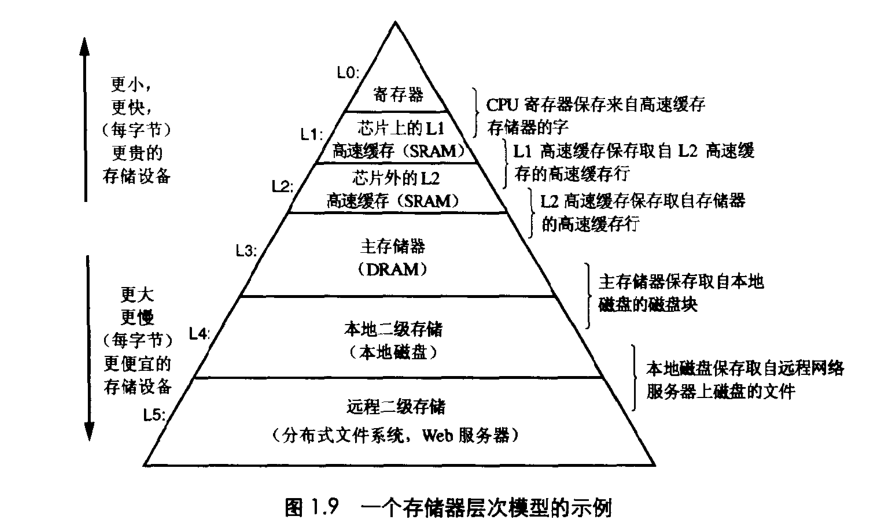 更小，
更快，
（每字节）
更贵的
存储设备
更大
更慢
（每字节）
更便宜的
存储设备
L0:
寄存器
L1:
芯片上的L1
高速缓存（SRAM）
L2:
芯片外的L2
高速缓存（SRAM）
L3:
主存储器
（DRAM）
L4:
本地二级存储
（本地磁盘）
L5:
远程二级存储
（分布式文件系统，Web 服务器）
CPU 寄存器保存来自高速缓存
存储器的字
L1 高速缓存保存取自 L2 高速缓
存的高速缓存行
L2 高速缓存保存取自存储器
的高速缓存行
主存储器保存取自本地
磁盘的磁盘块
本地磁盘保存取自远程网络
服务器上磁盘的文件
图 1.9 一个存储器层次模型的示例